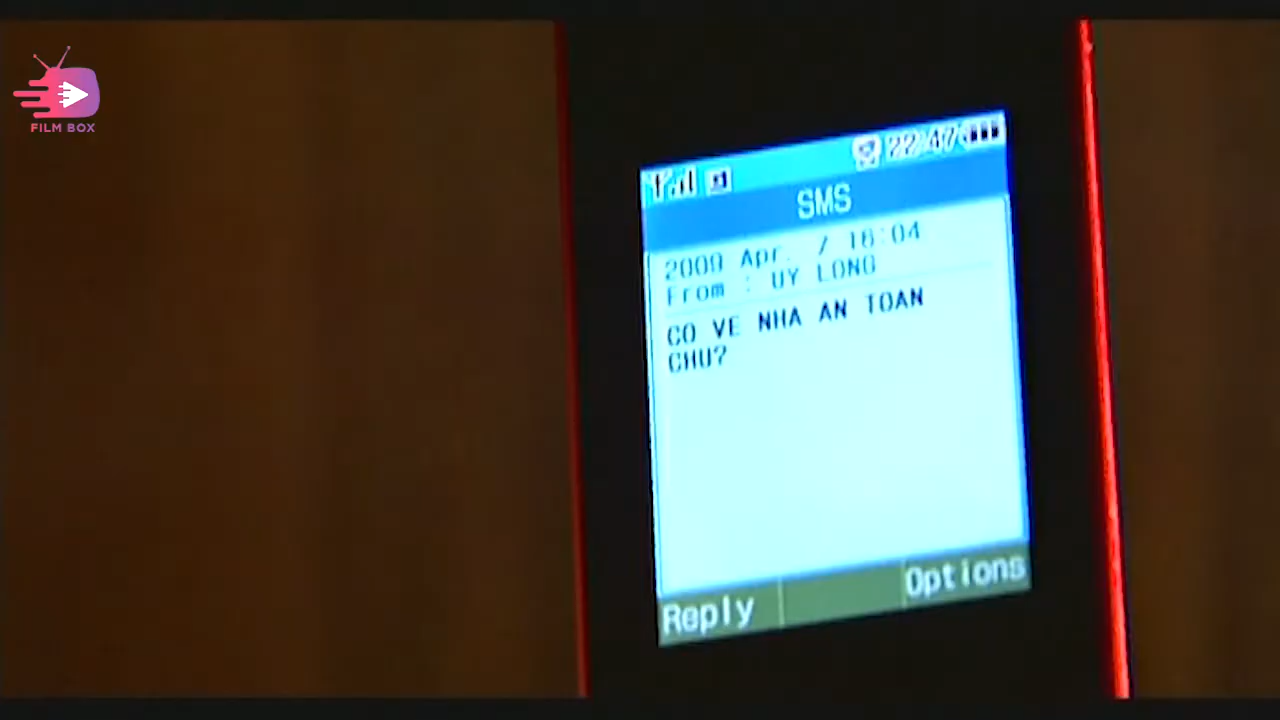 FILM BOX
22:47
SMS
2009 Apr. / 16:04
From : UY LONG
CO VE NHA AN TOAN
CHU?
Reply Options